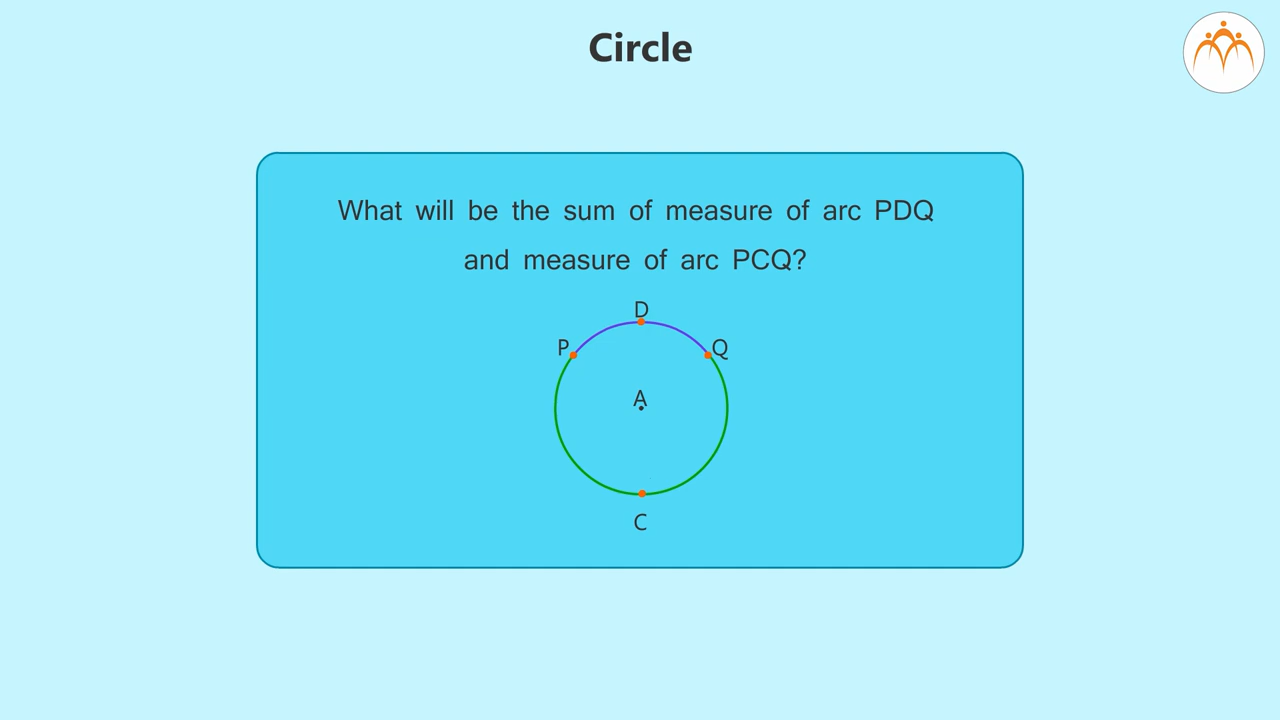 Circle
What will be the sum of measure of arc PDQ
and measure of arc PCQ?
D
P
Q
A
C